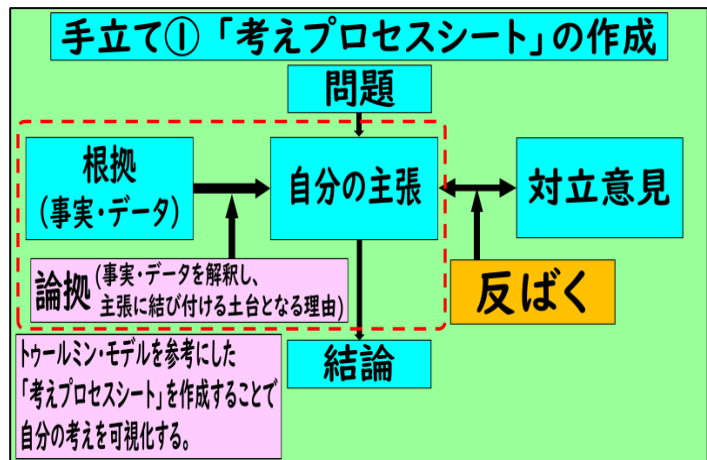 手立て①「考えプロセスシート」の作成
問題
根拠
(事実・データ)
自分の主張
対立意見
論拠(事実・データを解釈し、
主張に結び付ける土台となる理由)
反ばく
結論
トゥールミン・モデルを参考にした
「考えプロセスシート」を作成することで
自分の考えを可視化する。